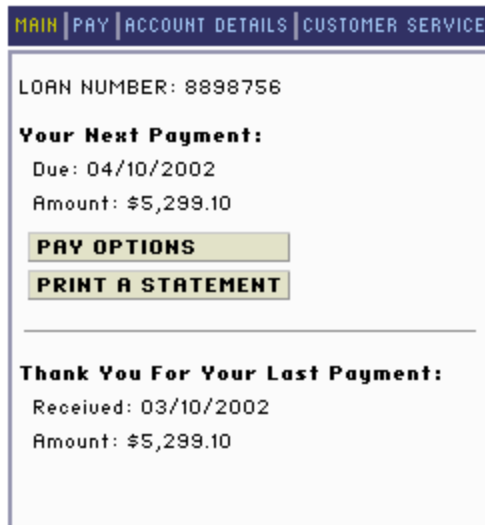 MAIN PAY ACCOUNT DETAILS CUSTOMER SERVICE
LOAN NUMBER: 8898756
Your Next Payment:
Due: 04/10/2002
Amount: $5,299.10
PAY OPTIONS
PRINT A STATEMENT
Thank You For Your Last Payment:
Received: 03/10/2002
Amount: $5,299.10